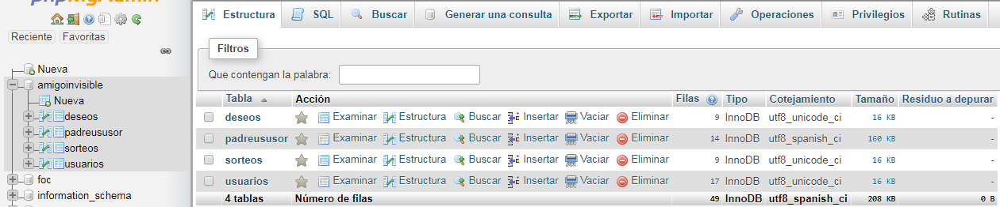 phpMyAdmin
Reciente Favoritas
Nueva
amigoinvisible
Nueva
deseos
padreususor
sorteos
usuarios
foc
information_schema
Estructura SQL Buscar Generar una consulta Exportar Importar Operaciones Privilegios Rutinas
Filtros
Que contengan la palabra:
Tabla Acción Filas Tipo Cotejamiento Tamaño Residuo a depurar
deseos Examinar Estructura Buscar Insertar Vaciar Eliminar 9 InnoDB utf8_unicode_ci 16 KB -
padreususor Examinar Estructura Buscar Insertar Vaciar Eliminar 14 InnoDB utf8_spanish_ci 160 KB -
sorteos Examinar Estructura Buscar Insertar Vaciar Eliminar 9 InnoDB utf8_unicode_ci 16 KB -
usuarios Examinar Estructura Buscar Insertar Vaciar Eliminar 17 InnoDB utf8_unicode_ci 16 KB -
4 tablas Número de filas 49 InnoDB utf8_spanish_ci 208 KB 0 B